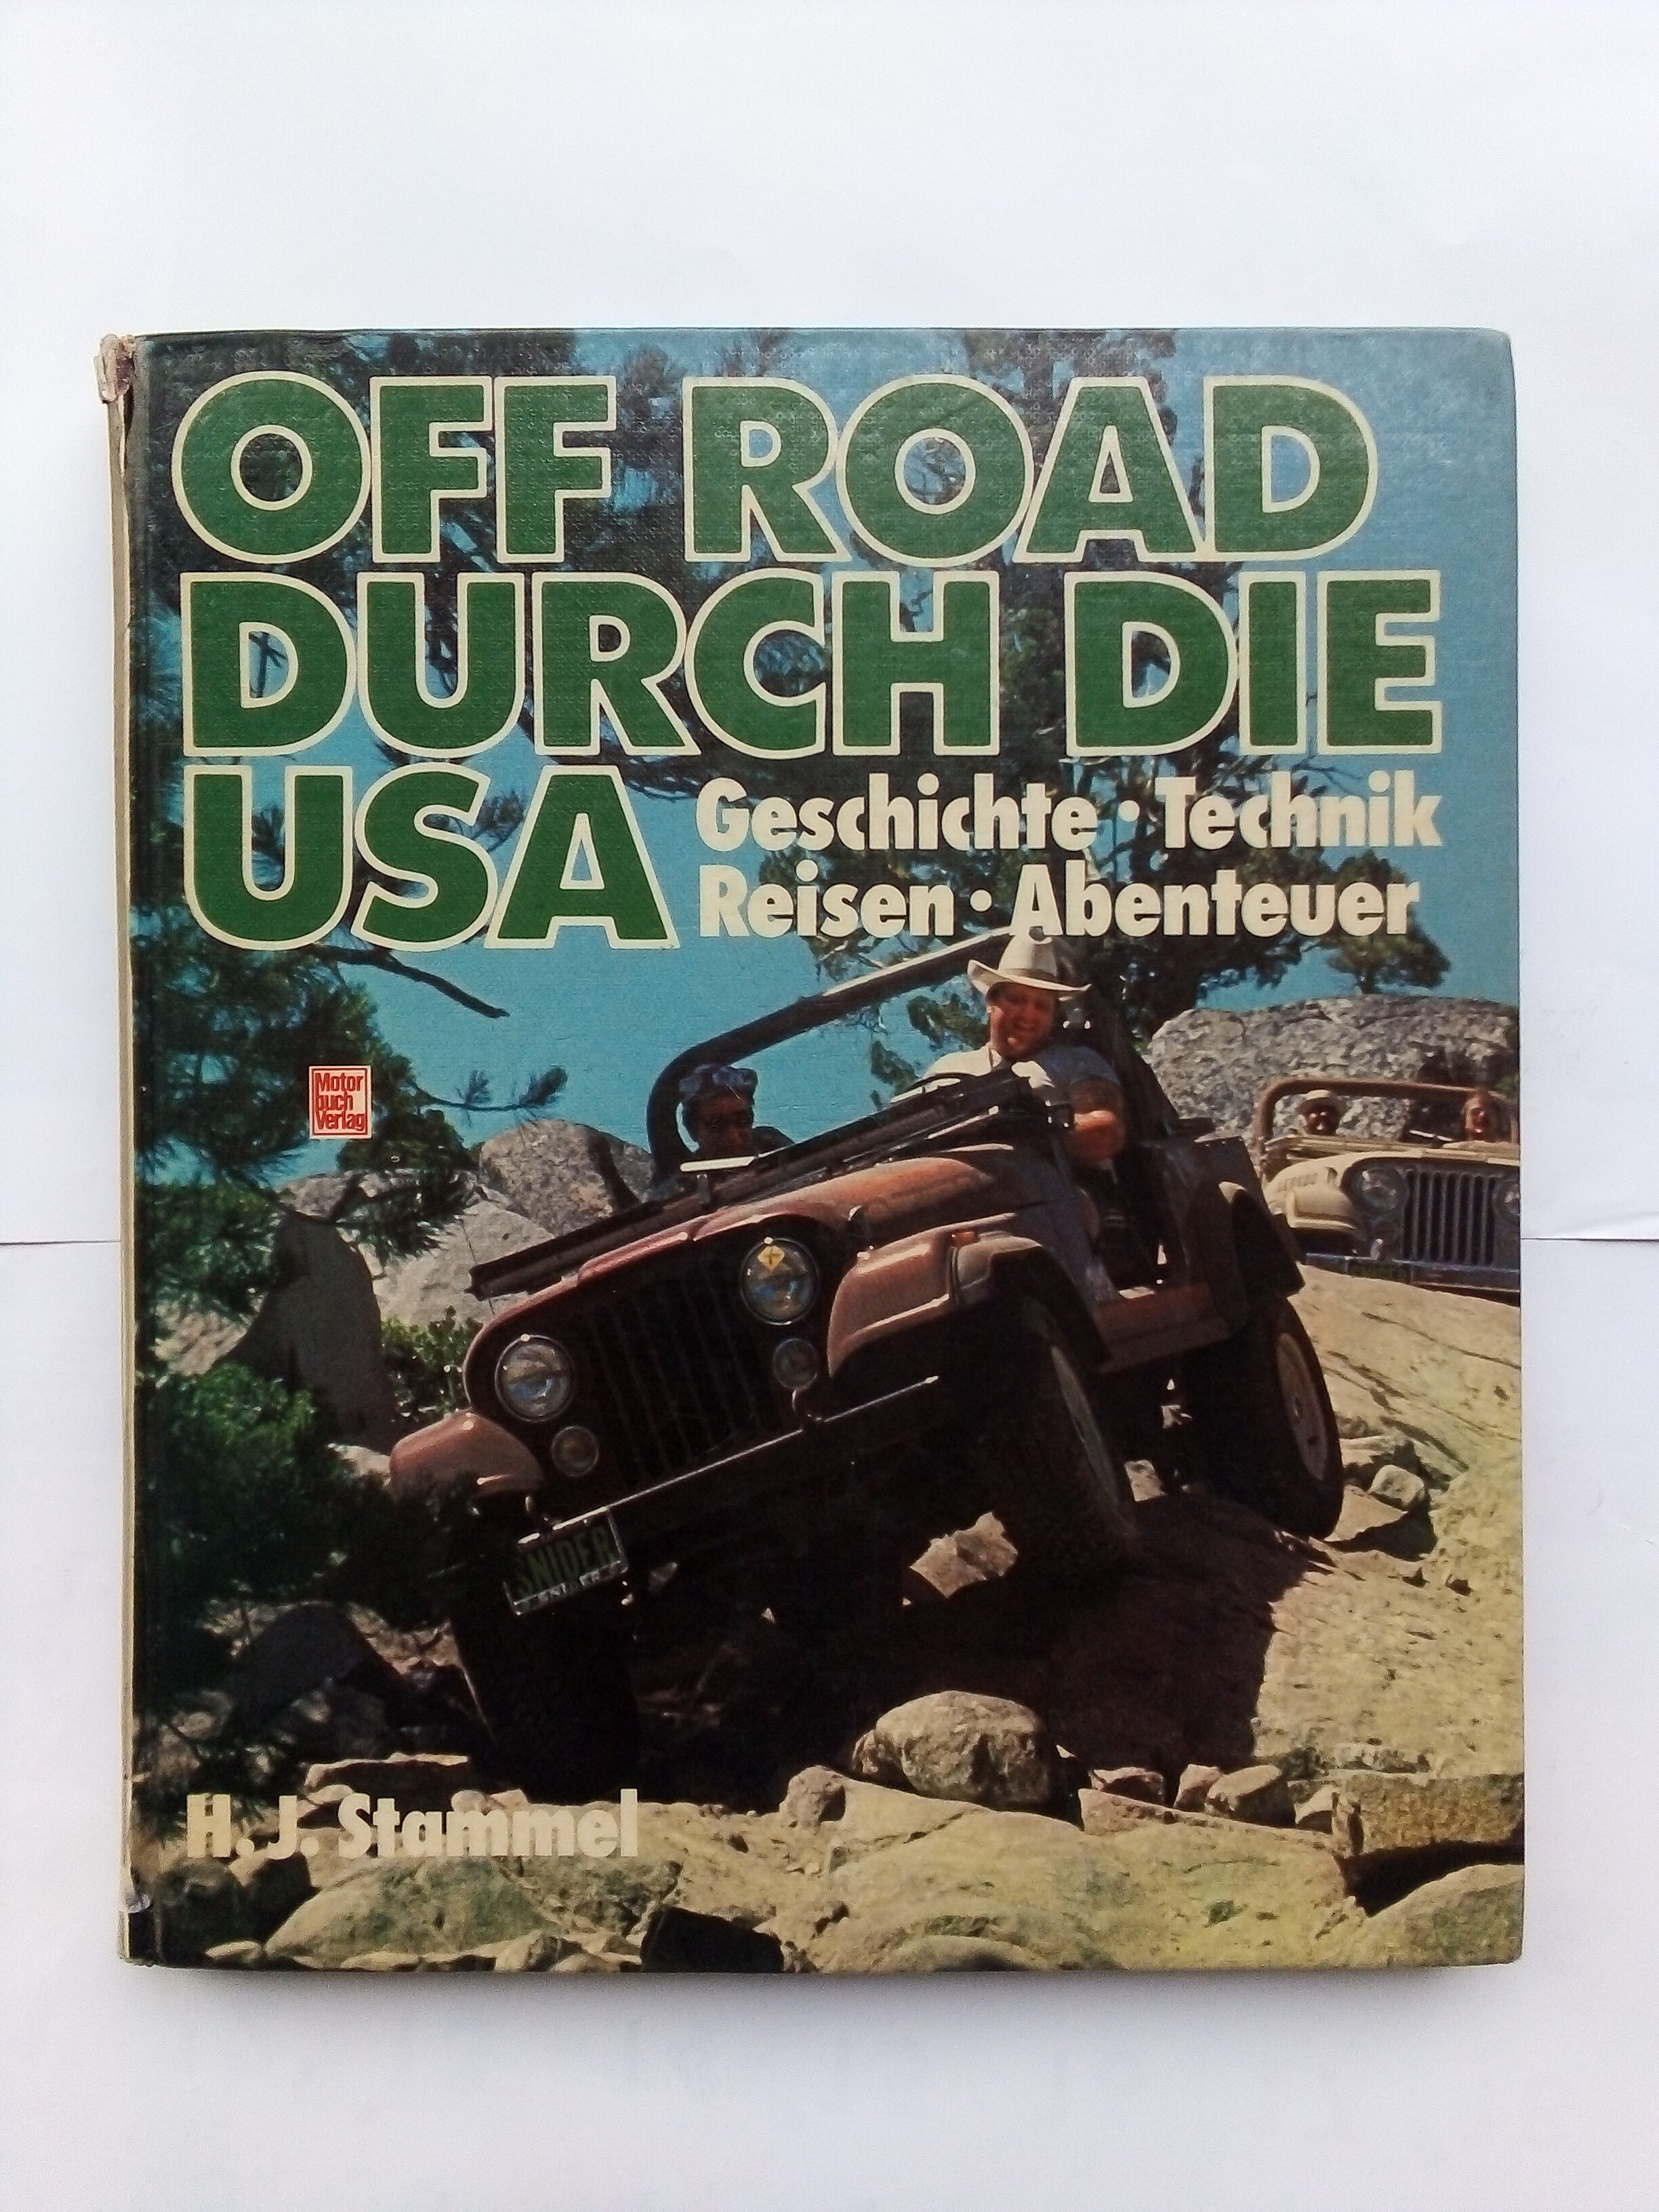 OFF ROAD
DURCH DIE
USA
Geschichte · Technik
Reisen · Abenteuer
Motor
buch
Verlag
SNIDER
H. J. Stammel